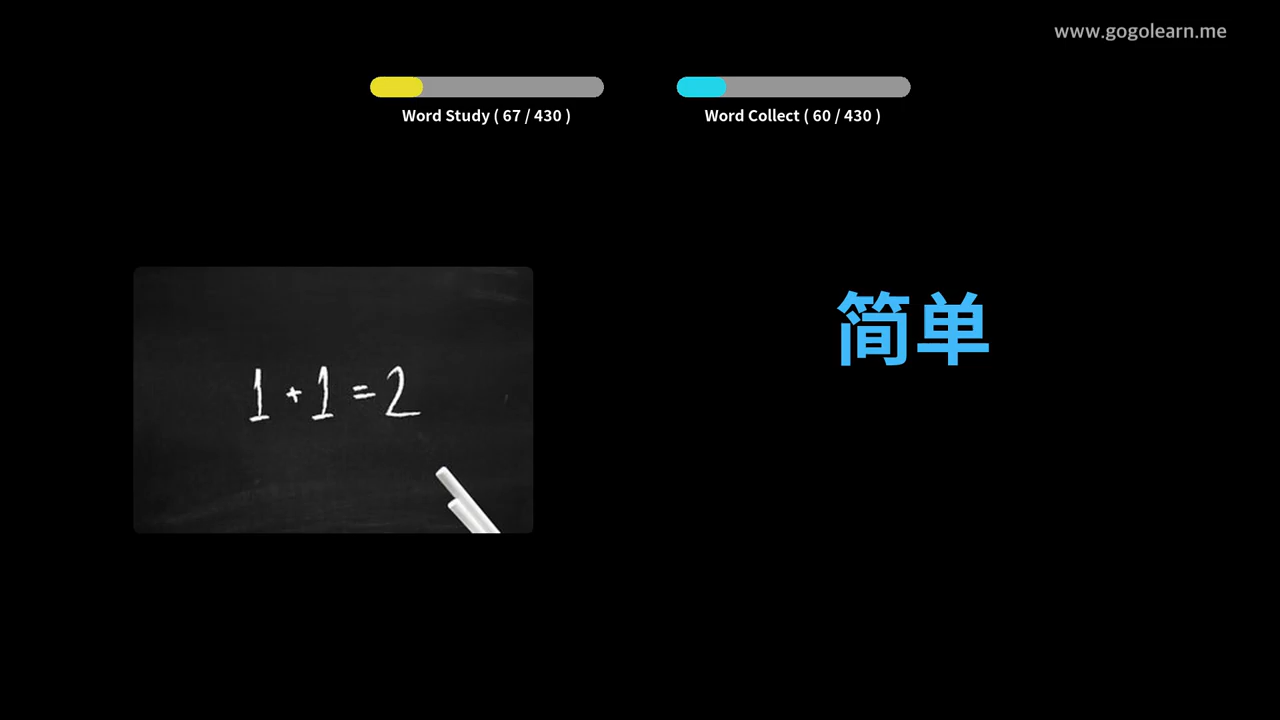 www.gogolearn.me
Word Study ( 67 / 430 )
Word Collect ( 60 / 430 )
简单
1 + 1 = 2